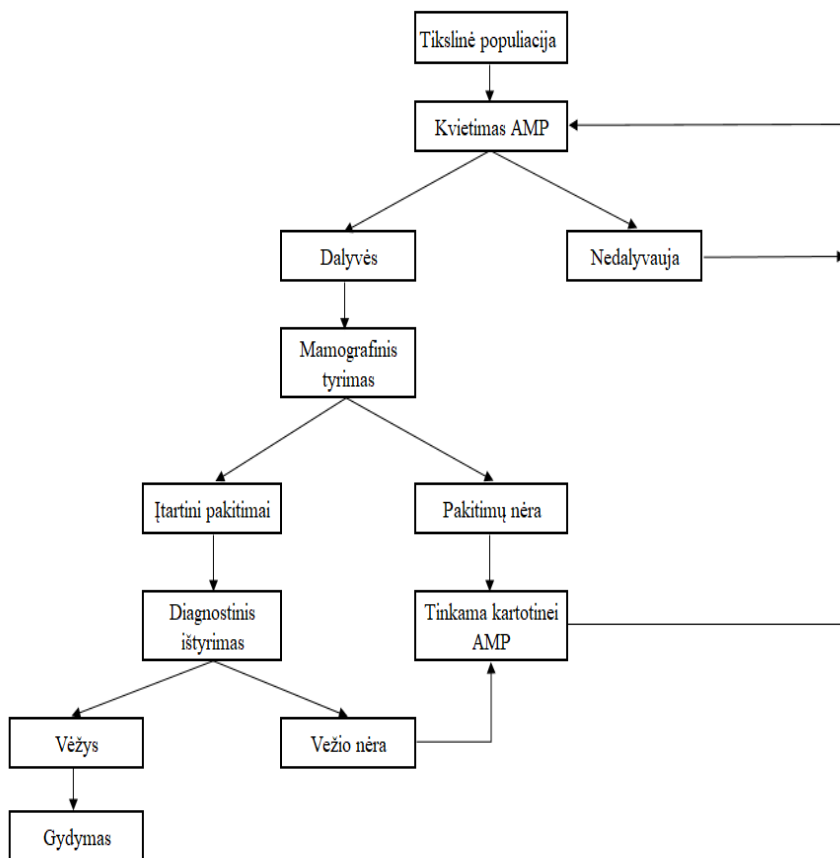 Tikslinė populiacija
Kvietimas AMP
Dalyvės
Nedalyvauja
Mamografinis
tyrimas
Įtartini pakitimai
Pakitimų nėra
Diagnostinis
ištyrimas
Tinkama kartotinei
AMP
Vėžys
Vežio nėra
Gydymas